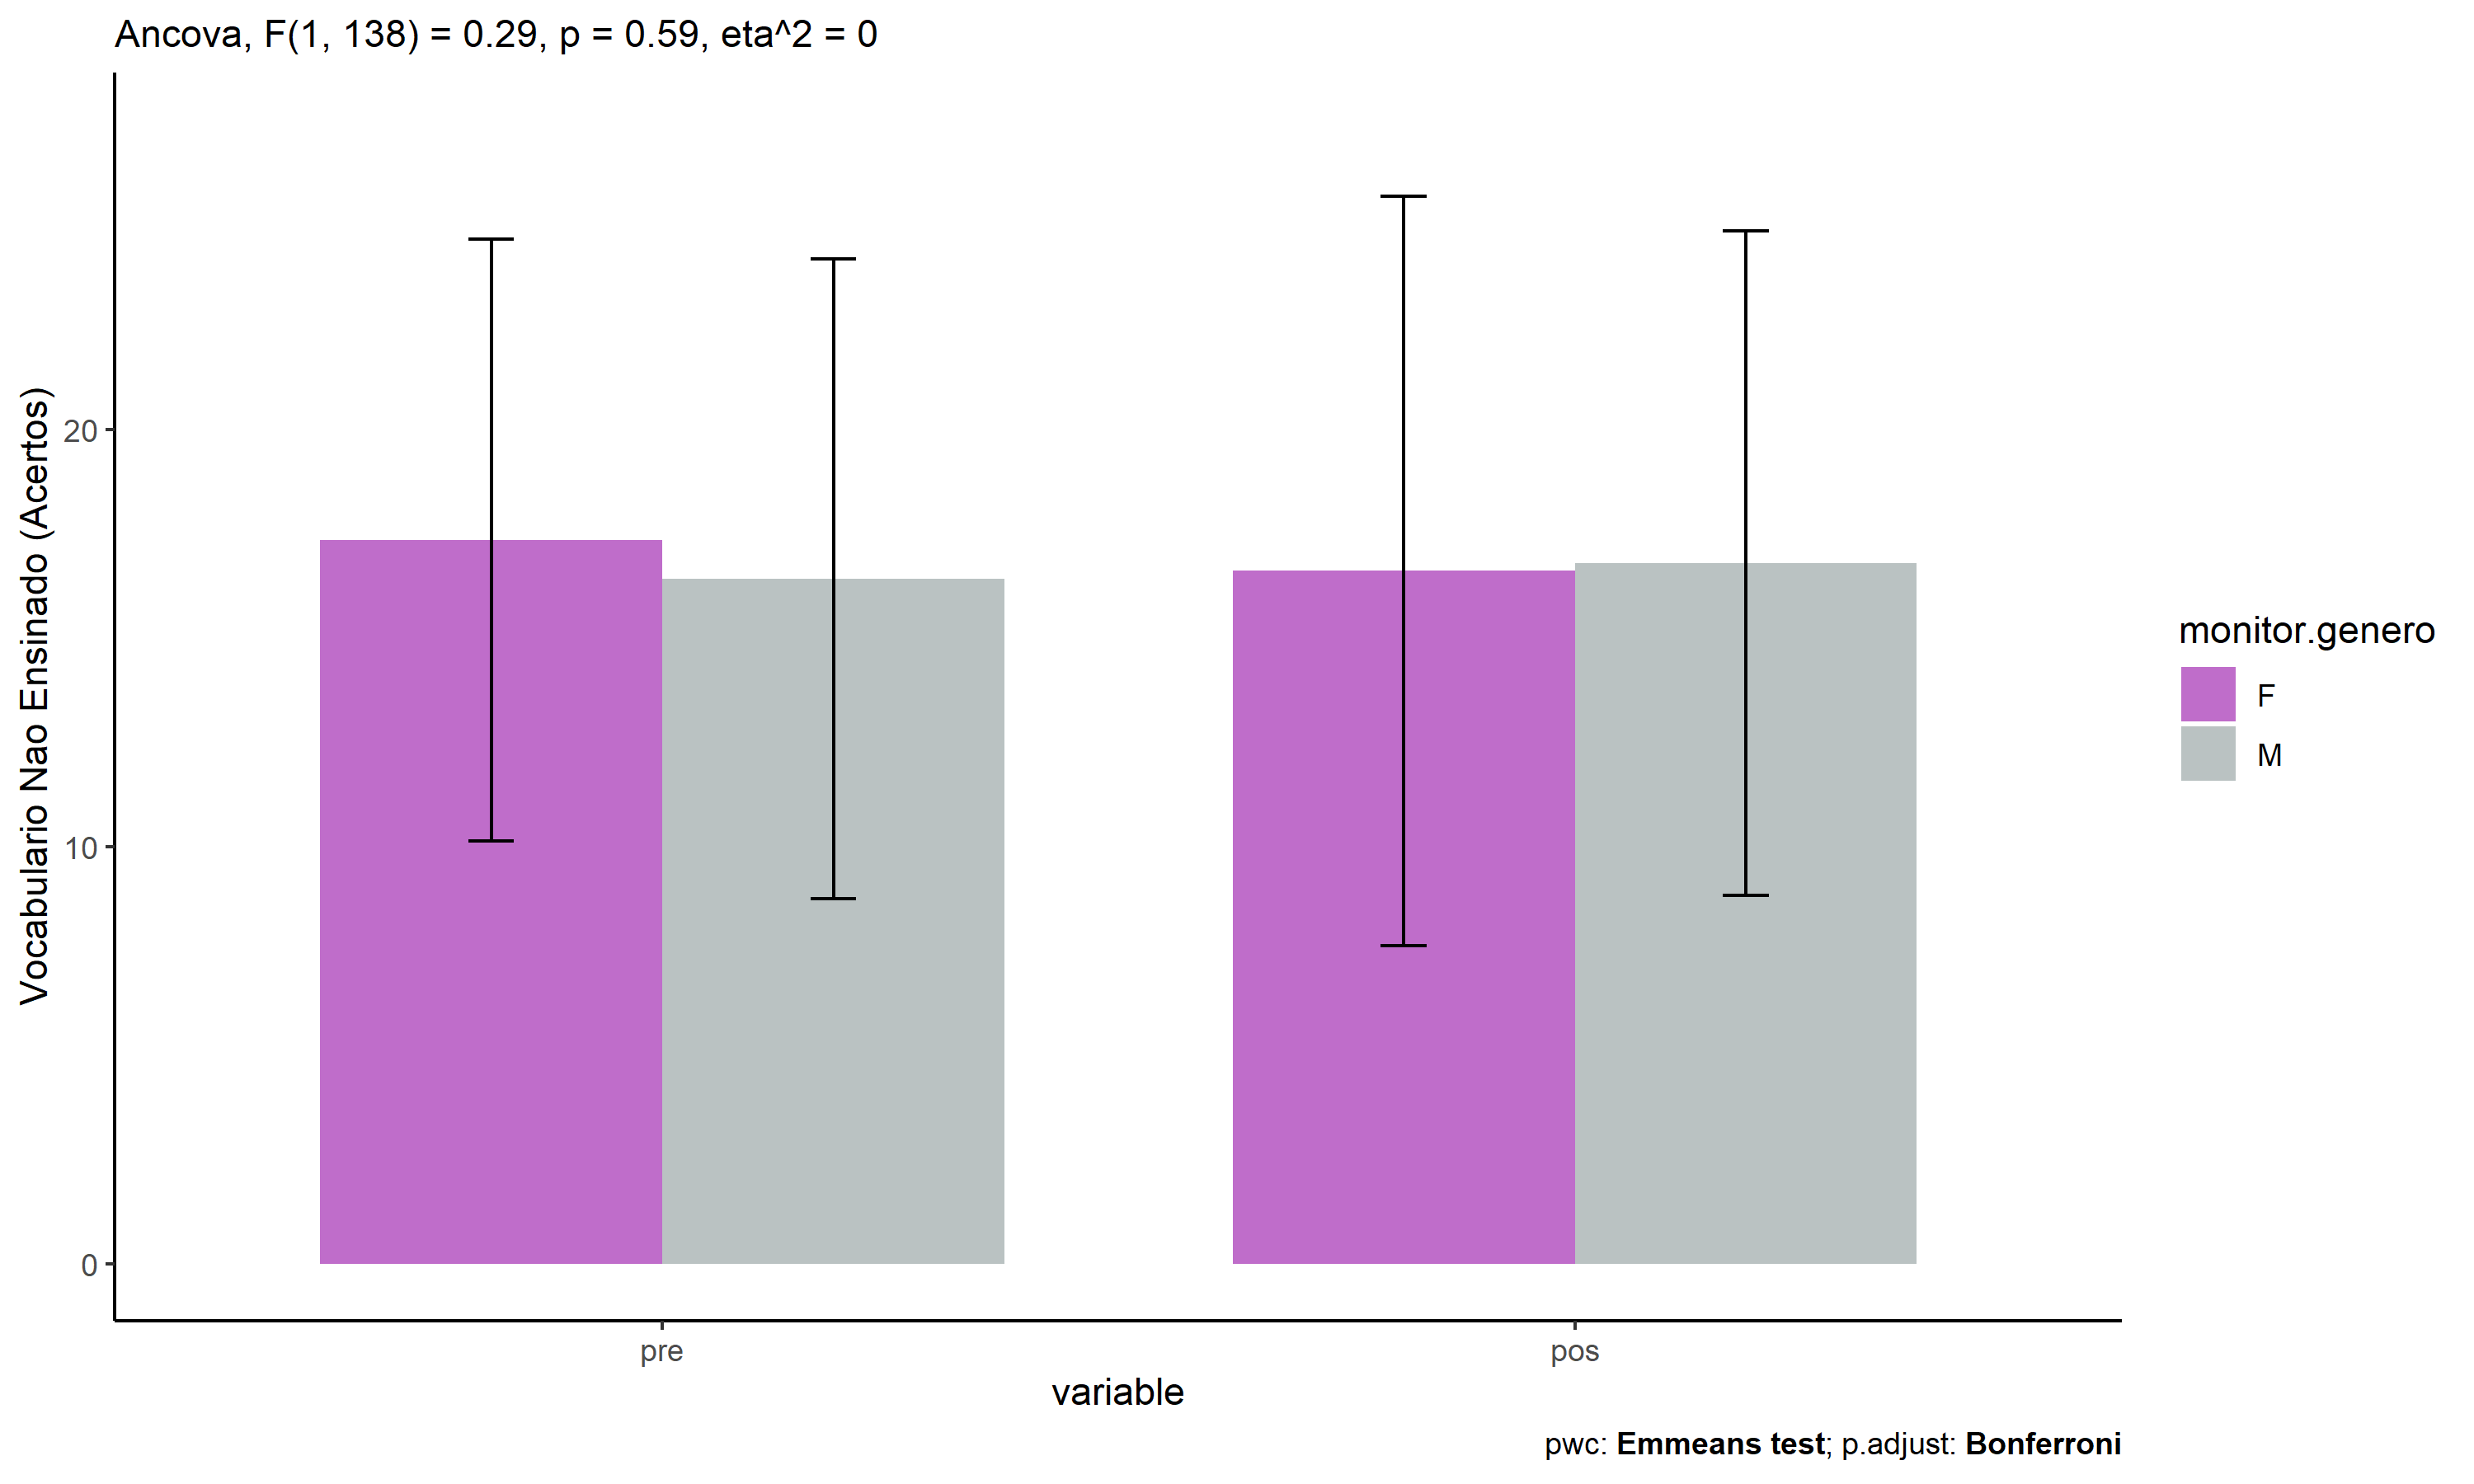 Ancova, F(1, 138) = 0.29, p = 0.59, eta^2 = 0
Vocabulario Nao Ensinado (Acertos)
20
10
0
pre
pos
variable
monitor.genero
F
M
pwc: Emmeans test; p.adjust: Bonferroni